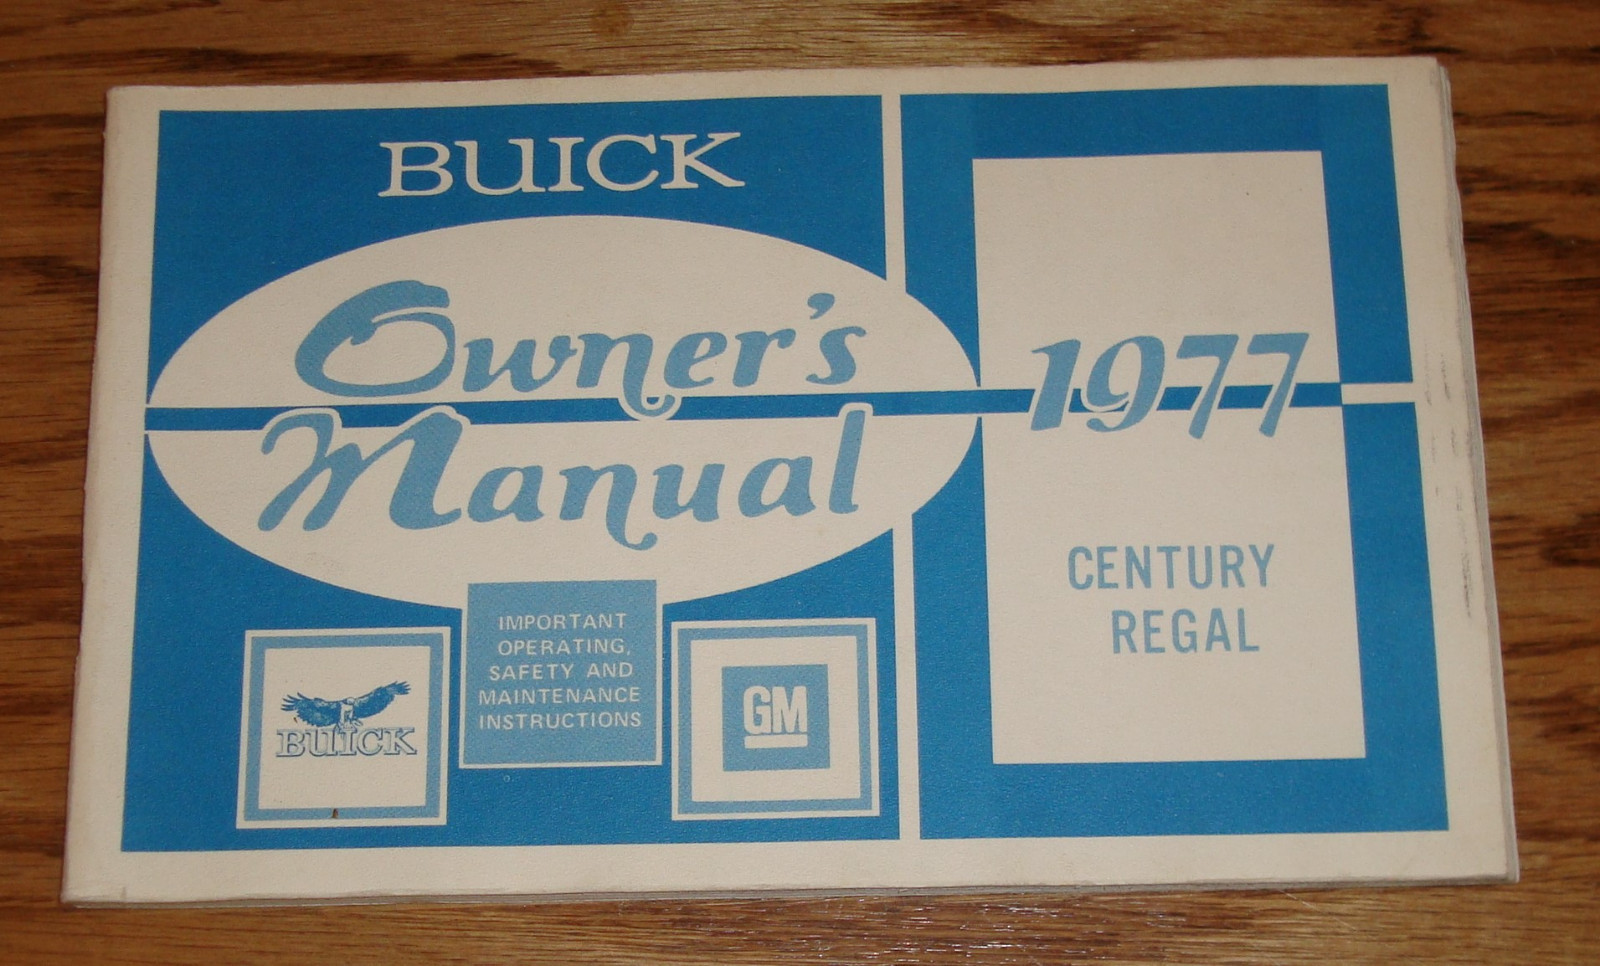 BUICK
Owner's
Manual
IMPORTANT
OPERATING,
SAFETY AND
MAINTENANCE
INSTRUCTIONS
BUICK
GM
1977
CENTURY
REGAL